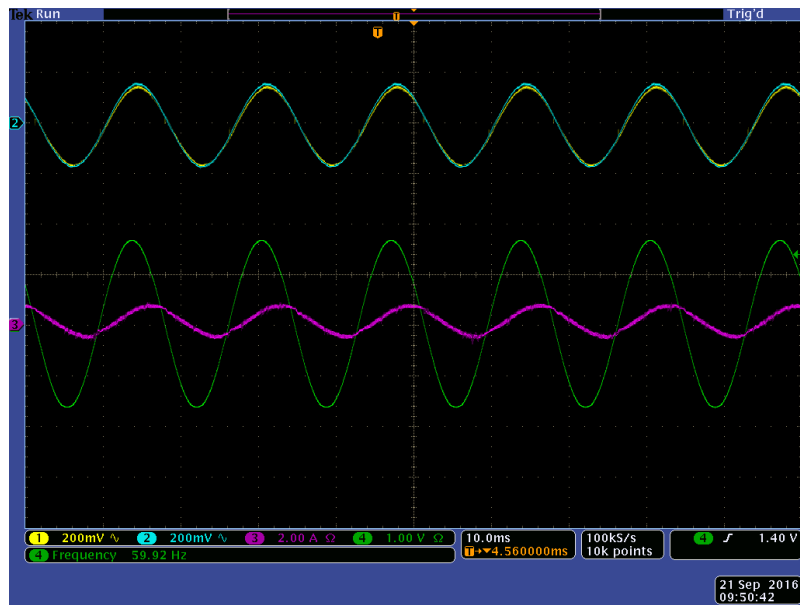 Tek Run Trig'd
T
T
2
3
4
1 200mV 2 200mV 3 2.00 A Ω 4 1.00 V Ω
4 Frequency 59.92 Hz
10.0ms
T→▼4.560000ms
100kS/s
10k points
4 1.40 V
21 Sep 2016
09:50:42